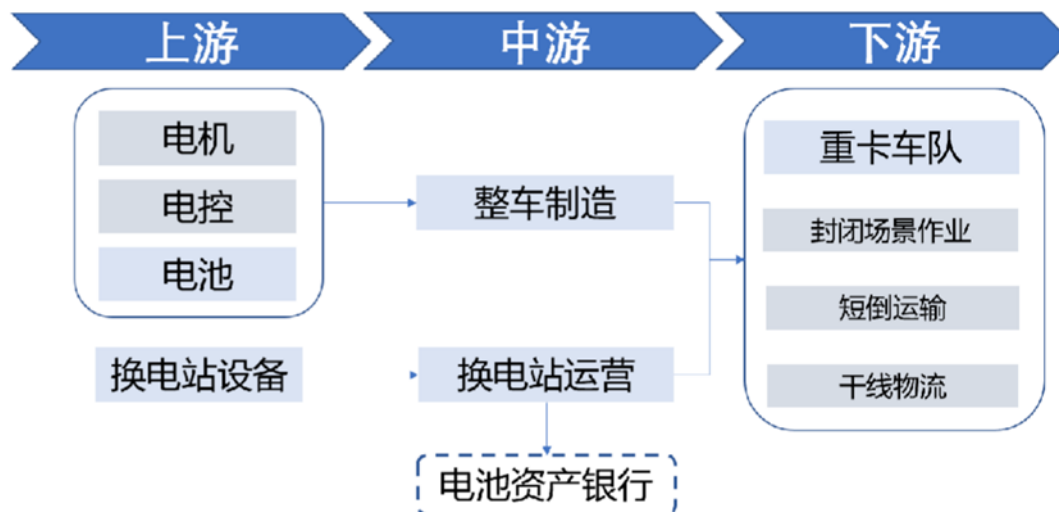 上游
中游
下游
电机
电控
电池
换电站设备
整车制造
换电站运营
电池资产银行
重卡车队
封闭场景作业
短倒运输
干线物流